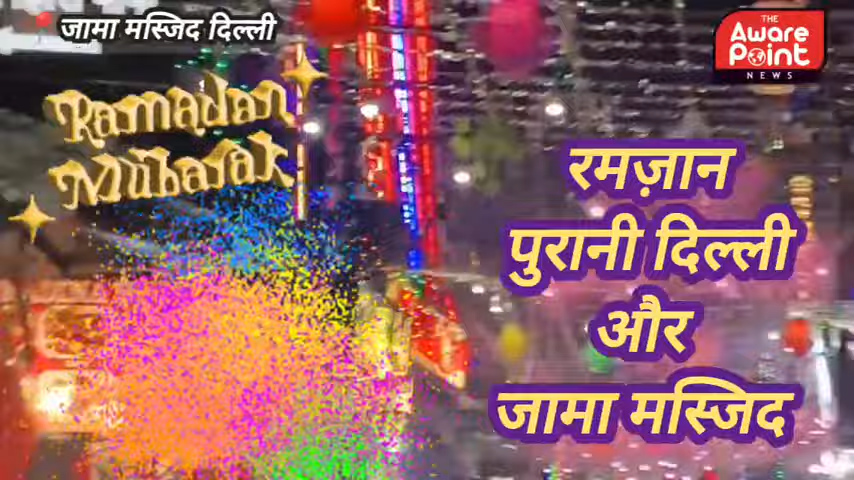 जामा मस्जिद दिल्ली
THE
Aware
Point
NEWS
Ramadan
Mubarak
रमज़ान
पुरानी दिल्ली
और
जामा मस्जिद